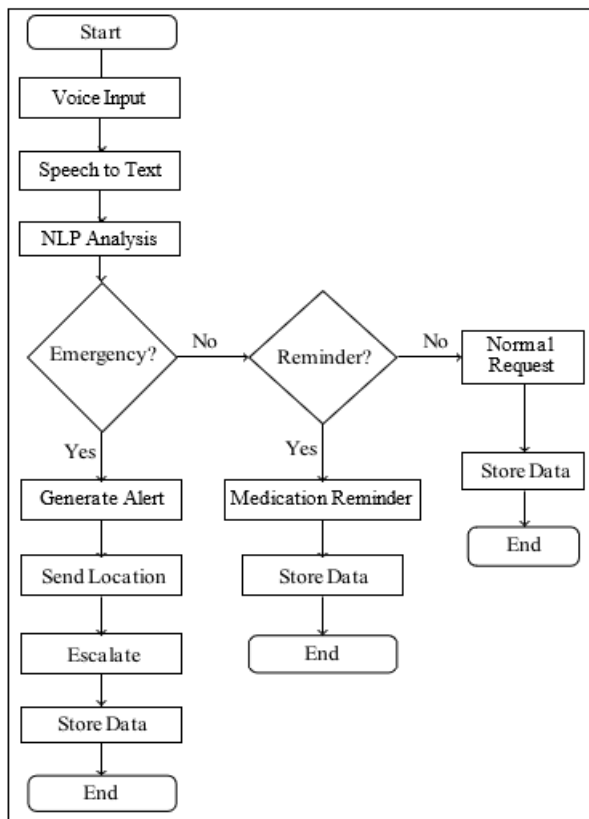 Start
Voice Input
Speech to Text
NLP Analysis
Emergency?
No
Reminder?
No
Normal
Request
Yes
Yes
Store Data
Generate Alert
Medication Reminder
End
Send Location
Store Data
Escalate
End
Store Data
End